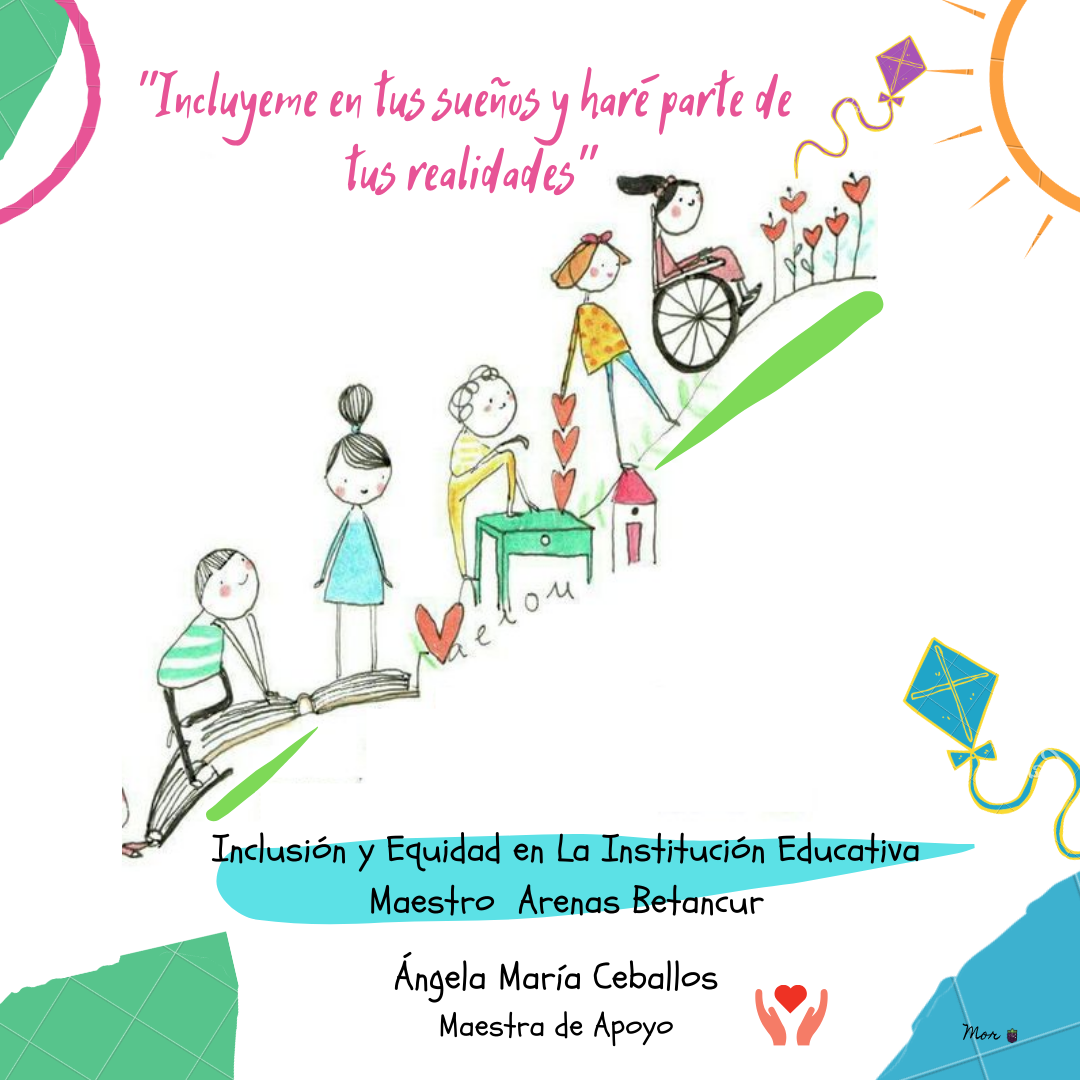 "Incluyeme en tus sueños y haré parte de
tus realidades"
a e i o u
Inclusión y Equidad en La Institución Educativa
Maestro Arenas Betancur
Ángela María Ceballos
Maestra de Apoyo
Mor